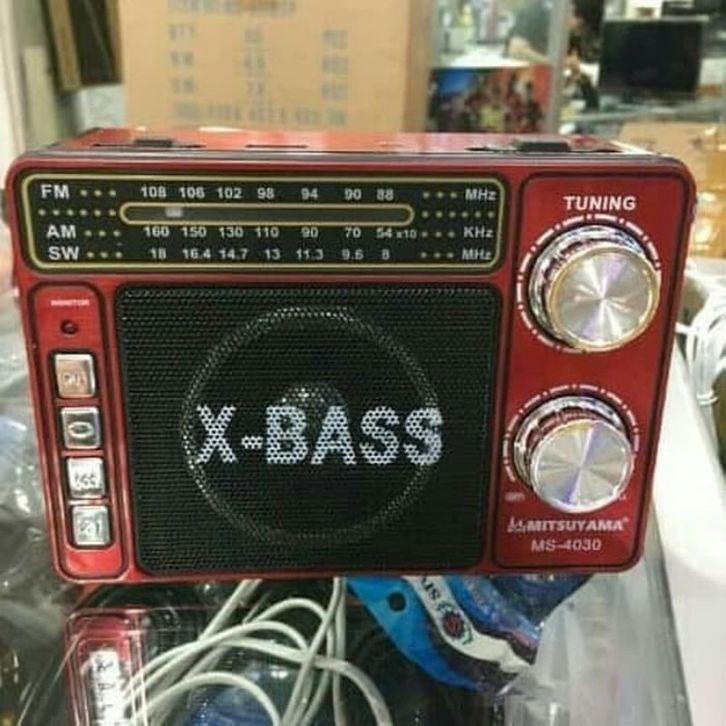 FM 108 106 102 98 94 90 88 MHz
AM 160 150 130 110 90 70 54 x10 KHz
SW 18 16.4 14.7 13 11.3 9.6 8 MHz
TUNING
MONITOR
X-BASS
MITSUYAMA
MS-4030